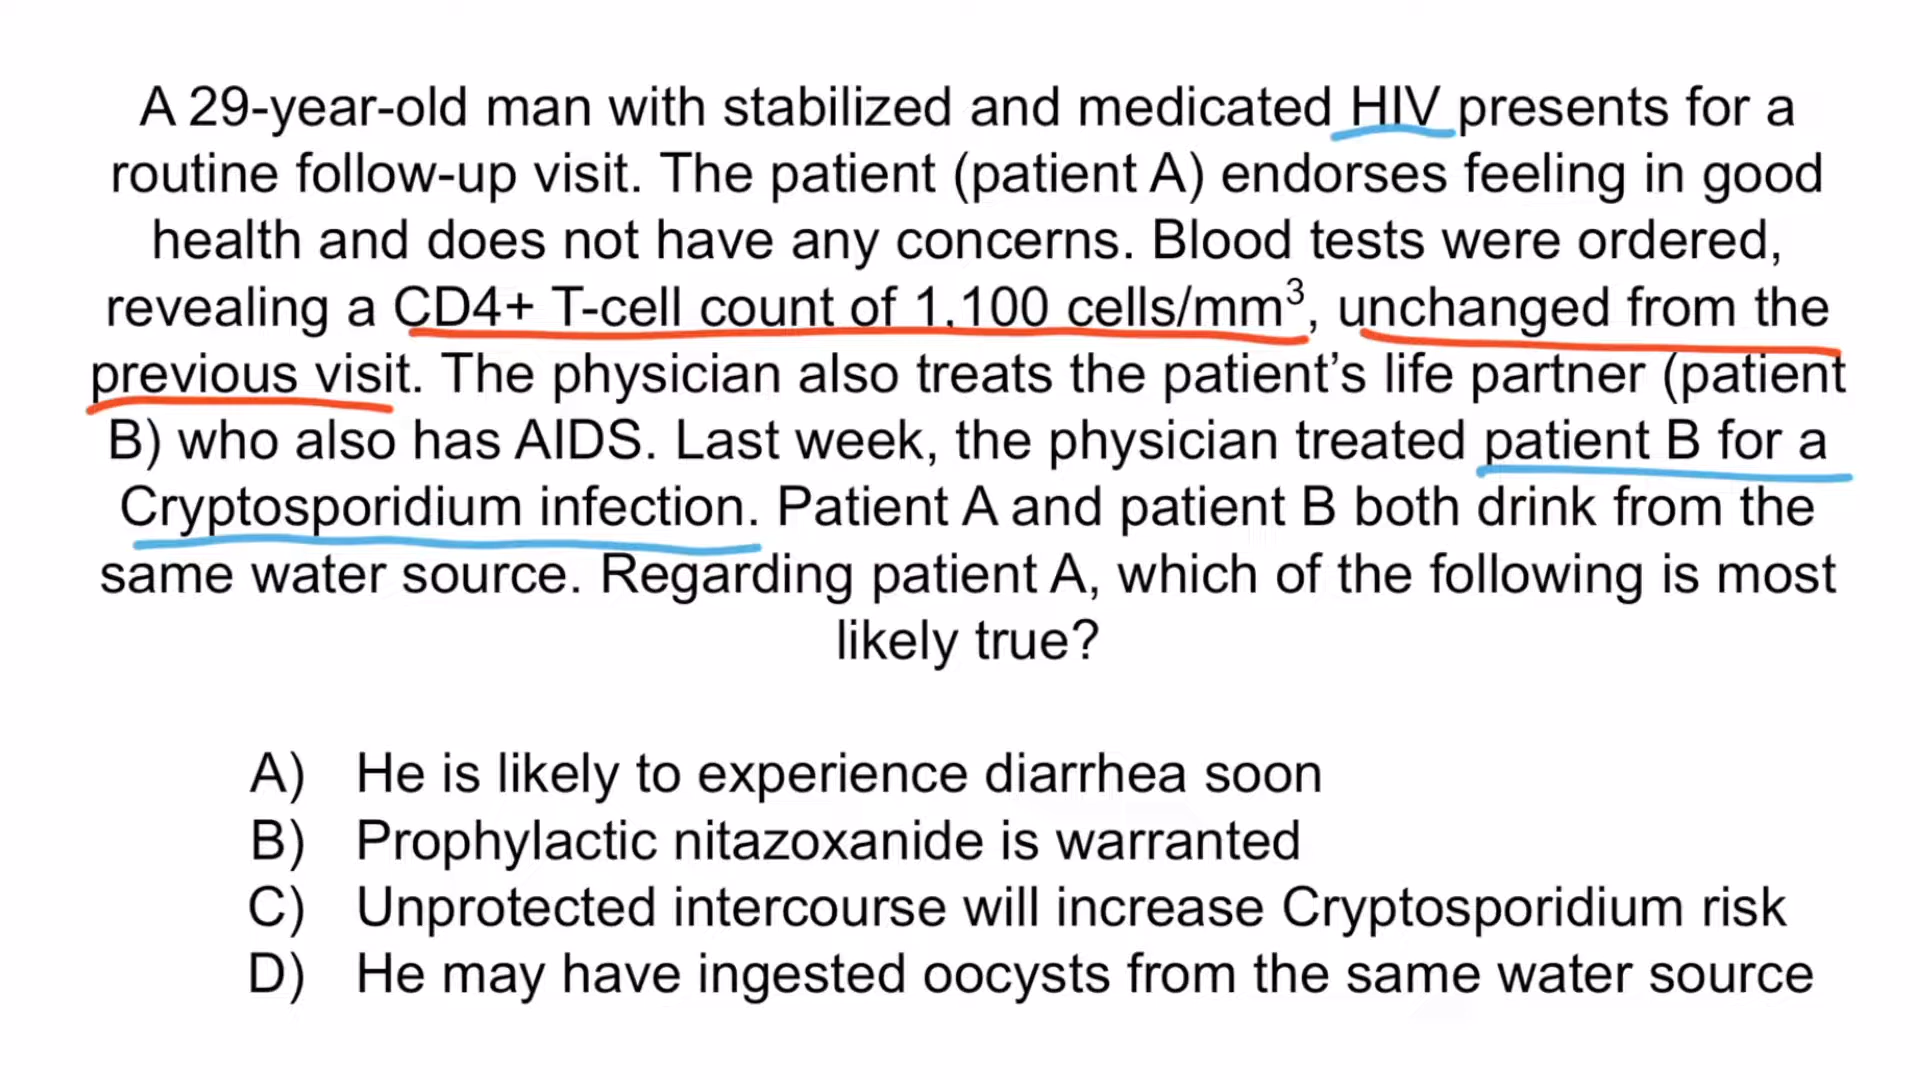 A 29-year-old man with stabilized and medicated HIV presents for a
routine follow-up visit. The patient (patient A) endorses feeling in good
health and does not have any concerns. Blood tests were ordered,
revealing a CD4+ T-cell count of 1,100 cells/mm³, unchanged from the
previous visit. The physician also treats the patient’s life partner (patient
B) who also has AIDS. Last week, the physician treated patient B for a
Cryptosporidium infection. Patient A and patient B both drink from the
same water source. Regarding patient A, which of the following is most
likely true?
A) He is likely to experience diarrhea soon
B) Prophylactic nitazoxanide is warranted
C) Unprotected intercourse will increase Cryptosporidium risk
D) He may have ingested oocysts from the same water source